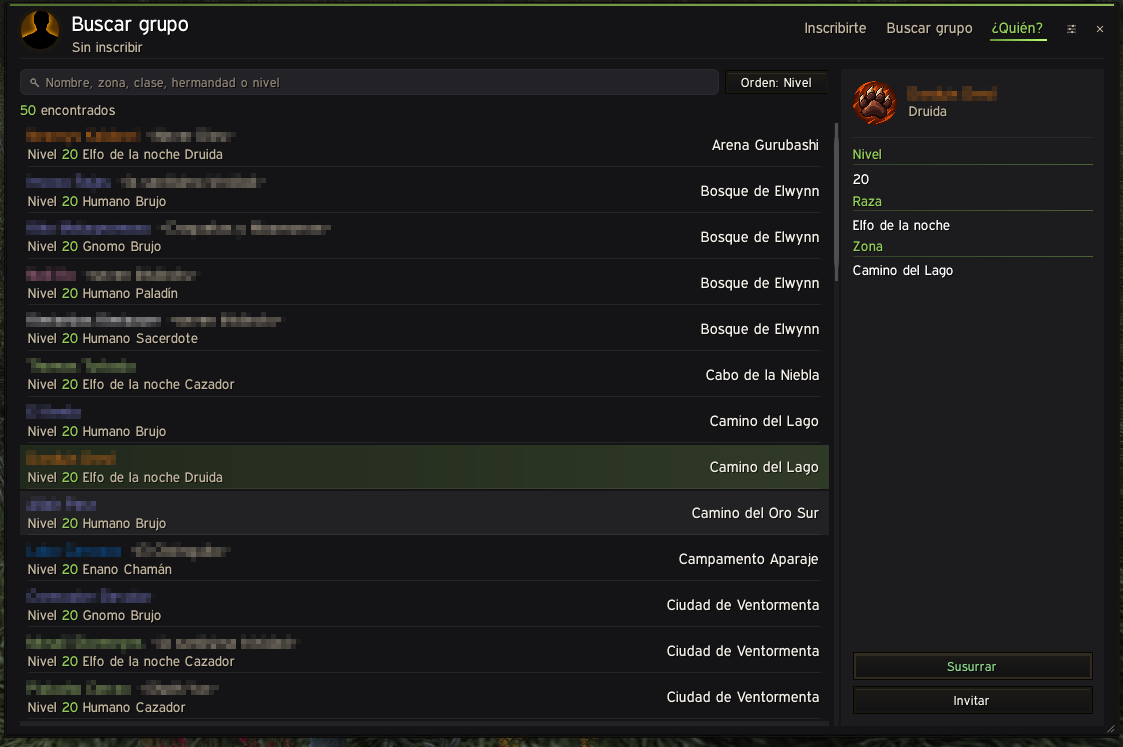 Buscar grupo
Sin inscribir
Inscribirte Buscar grupo ¿Quién?
Nombre, zona, clase, hermandad o nivel
Orden: Nivel
50 encontrados
Nivel 20 Elfo de la noche Druida
Arena Gurubashi
Nivel 20 Humano Brujo
Bosque de Elwynn
Nivel 20 Gnomo Brujo
Bosque de Elwynn
Nivel 20 Humano Paladín
Bosque de Elwynn
Nivel 20 Humano Sacerdote
Bosque de Elwynn
Nivel 20 Elfo de la noche Cazador
Cabo de la Niebla
Nivel 20 Humano Brujo
Camino del Lago
Nivel 20 Elfo de la noche Druida
Camino del Lago
Nivel 20 Humano Brujo
Camino del Oro Sur
Nivel 20 Enano Chamán
Campamento Aparaje
Nivel 20 Gnomo Brujo
Ciudad de Ventormenta
Nivel 20 Elfo de la noche Cazador
Ciudad de Ventormenta
Nivel 20 Humano Cazador
Ciudad de Ventormenta
Druida
Nivel
20
Raza
Elfo de la noche
Zona
Camino del Lago
Susurrar
Invitar